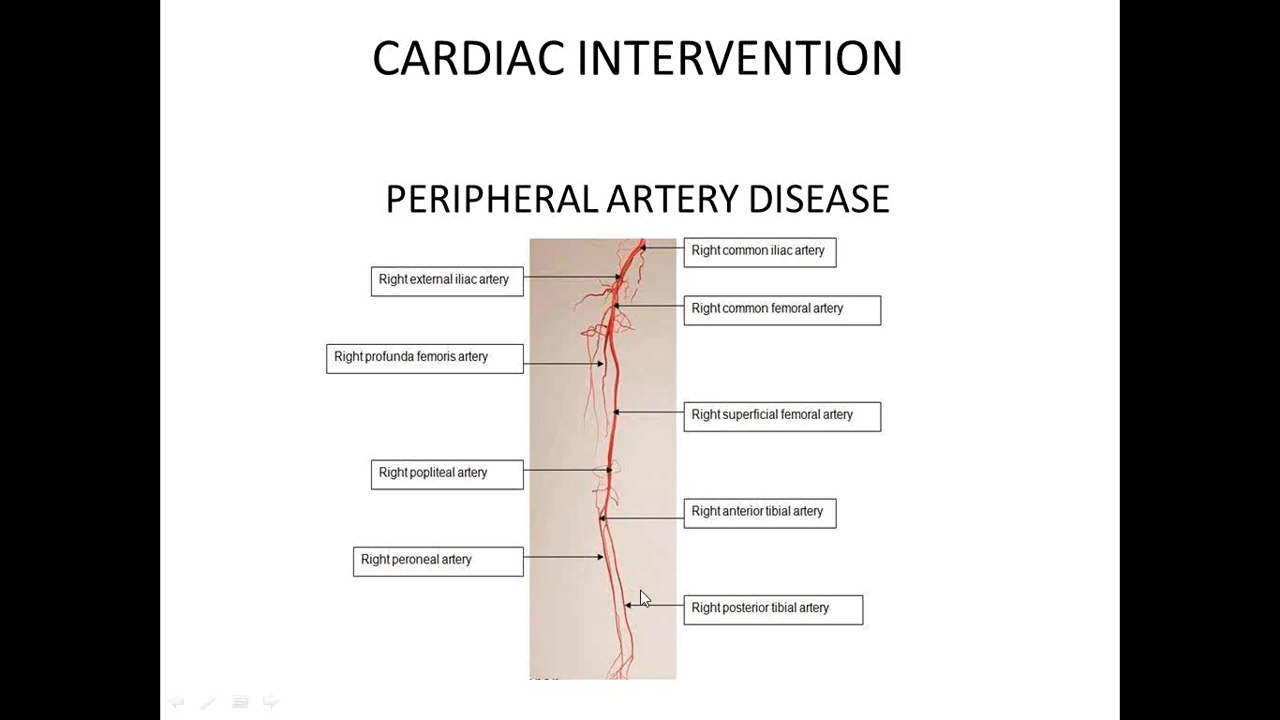 CARDIAC INTERVENTION
PERIPHERAL ARTERY DISEASE
Right common iliac artery
Right external iliac artery
Right common femoral artery
Right profunda femoris artery
Right superficial femoral artery
Right popliteal artery
Right anterior tibial artery
Right peroneal artery
Right posterior tibial artery